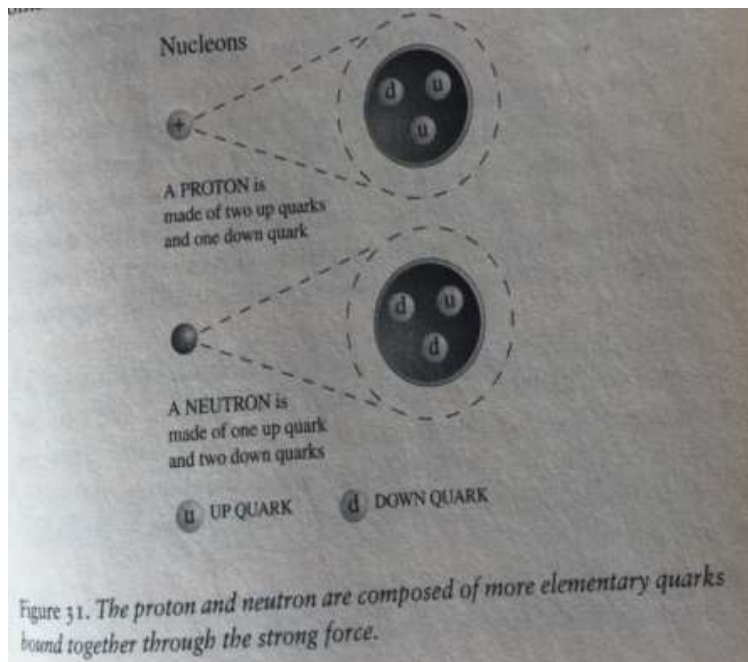 Nucleons
d u
u
+
A PROTON is
made of two up quarks
and one down quark
d u
d
A NEUTRON is
made of one up quark
and two down quarks
u UP QUARK d DOWN QUARK
Figure 31. The proton and neutron are composed of more elementary quarks
bound together through the strong force.